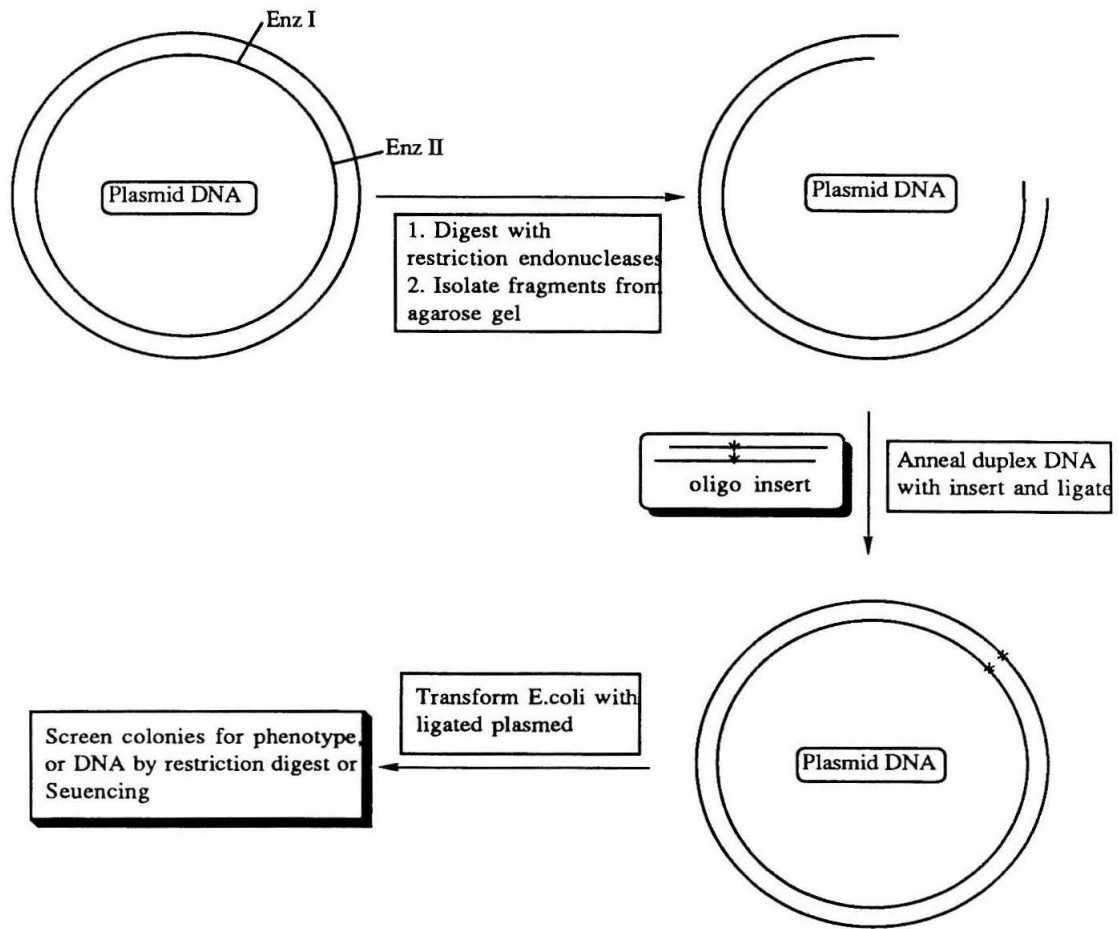 Enz I
Enz II
Plasmid DNA
1. Digest with
restriction endonucleases
2. Isolate fragments from
agarose gel
Plasmid DNA
oligo insert
Anneal duplex DNA
with insert and ligate
Plasmid DNA
Transform E.coli with
ligated plasmed
Screen colonies for phenotype,
or DNA by restriction digest or
Seuencing